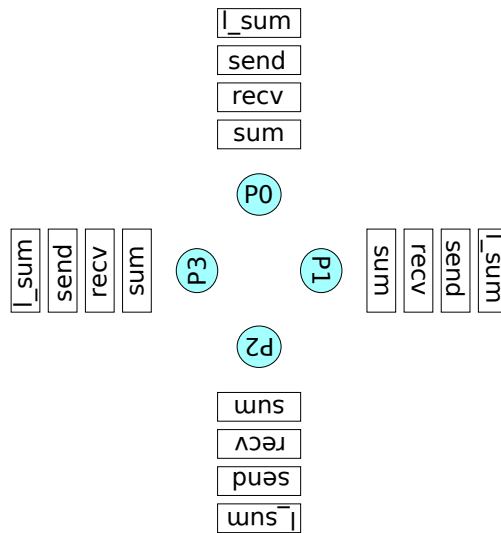 l_sum
send
recv
sum
P0
l_sum
send
recv
sum
P3
P1
sum
recv
send
l_sum
P2
sum
recv
send
l_sum